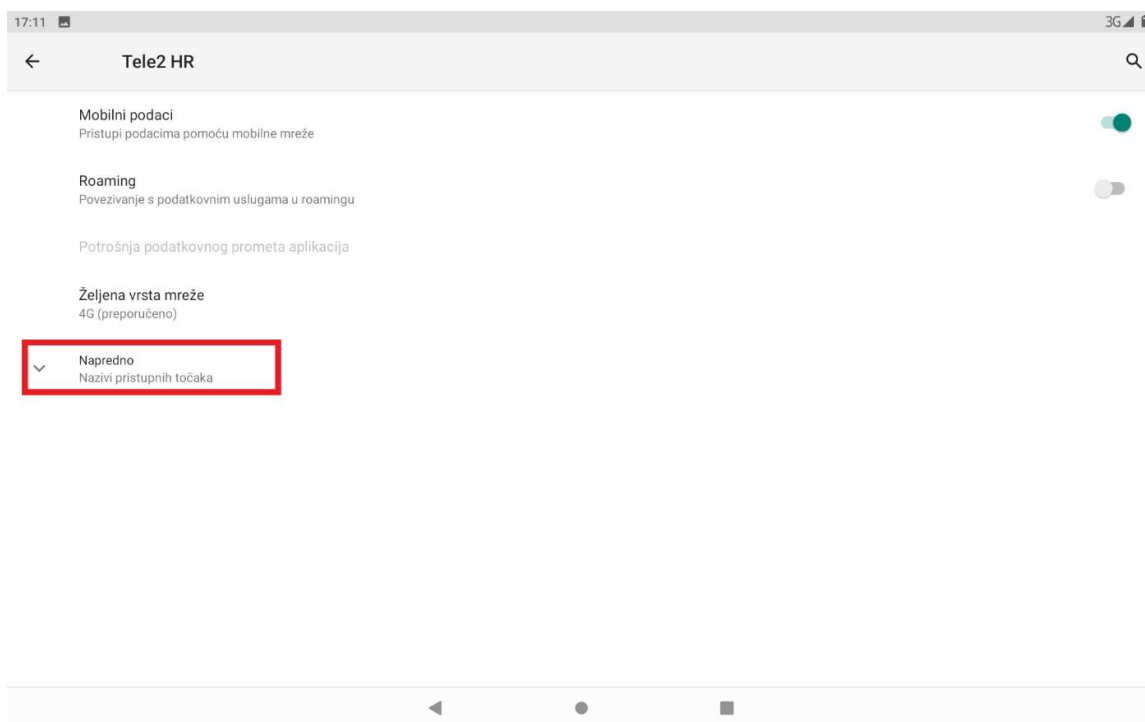 17:11
3G
Tele2 HR
Mobilni podaci
Pristupi podacima pomoću mobilne mreže
Roaming
Povezivanje s podatkovnim uslugama u roamingu
Potrošnja podatkovnog prometa aplikacija
Željena vrsta mreže
4G (preporučeno)
Napredno
Nazivi pristupnih točaka